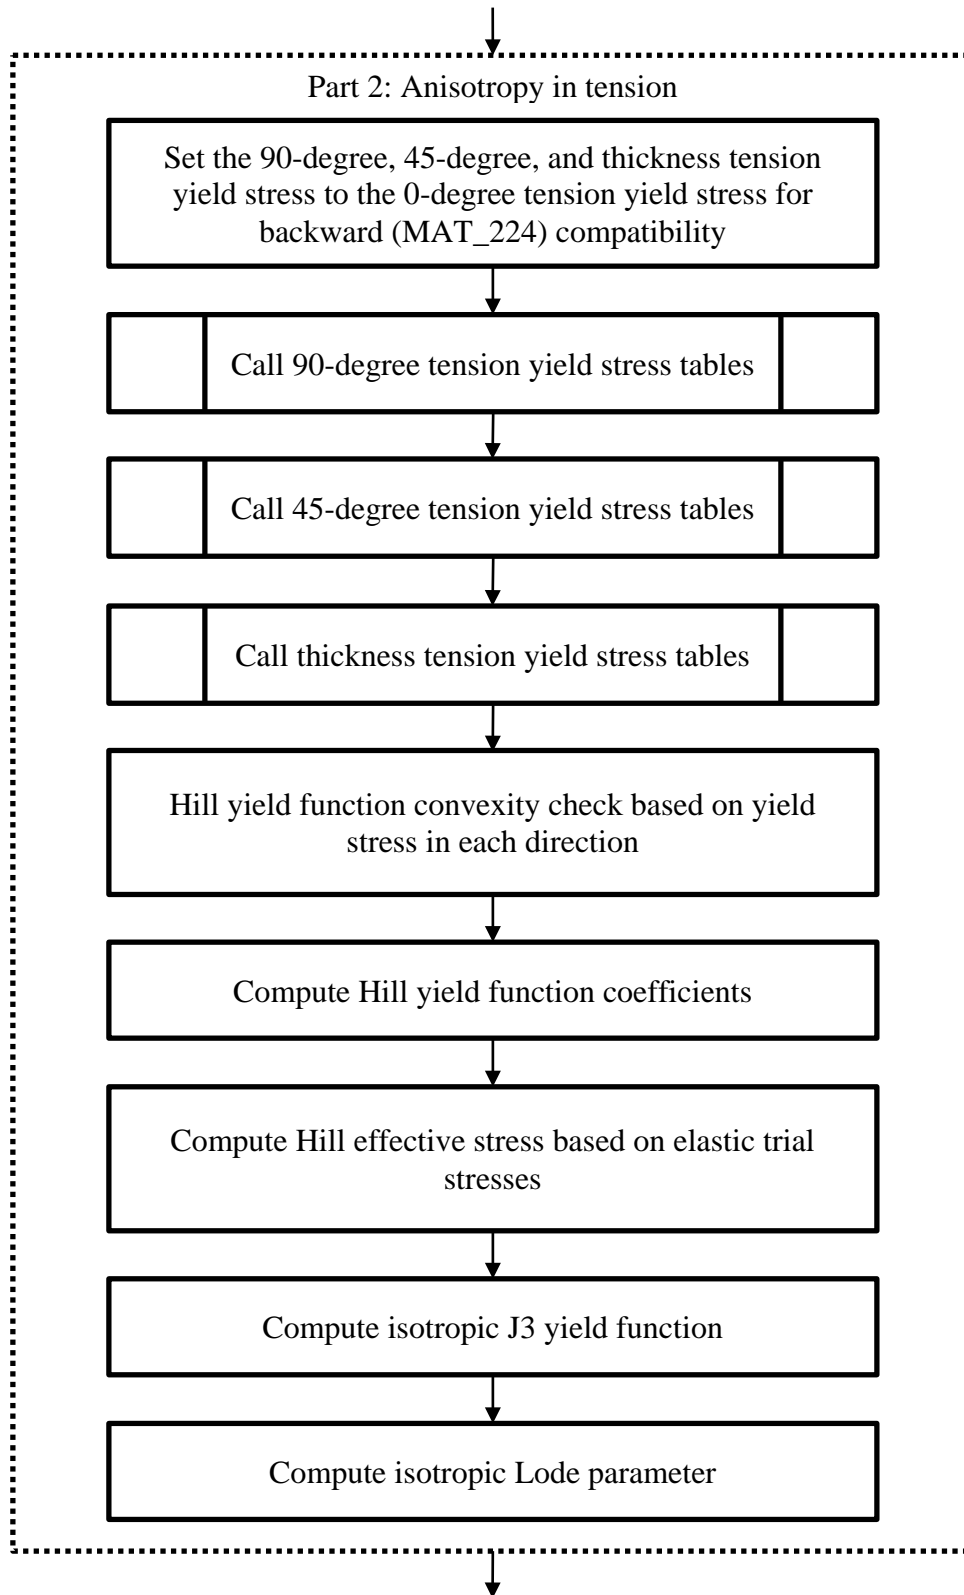 Part 2: Anisotropy in tension
Set the 90-degree, 45-degree, and thickness tension
yield stress to the 0-degree tension yield stress for
backward (MAT_224) compatibility
Call 90-degree tension yield stress tables
Call 45-degree tension yield stress tables
Call thickness tension yield stress tables
Hill yield function convexity check based on yield
stress in each direction
Compute Hill yield function coefficients
Compute Hill effective stress based on elastic trial
stresses
Compute isotropic J3 yield function
Compute isotropic Lode parameter